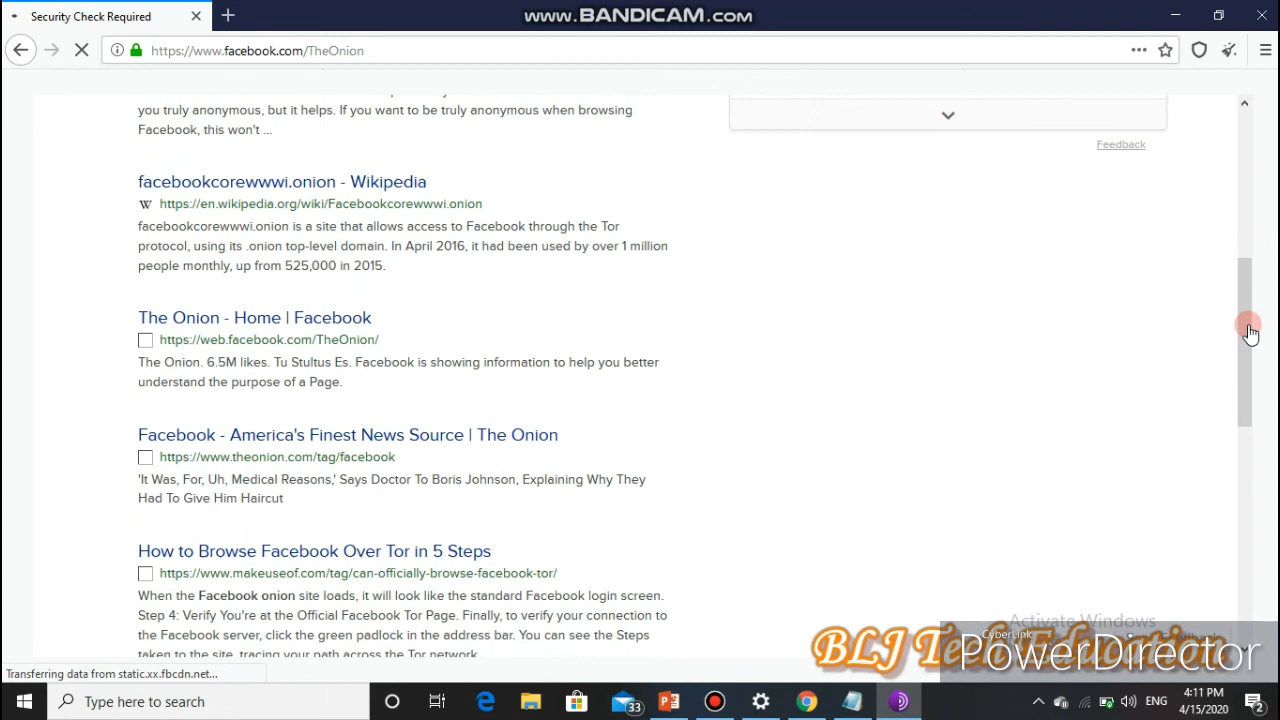 Security Check Required
www.BANDICAM.com
https://www.facebook.com/TheOnion
you truly anonymous, but it helps. If you want to be truly anonymous when browsing
Facebook, this won't ...
Feedback
facebookcorewwwi.onion - Wikipedia
W https://en.wikipedia.org/wiki/Facebookcorewwwi.onion
facebookcorewwwi.onion is a site that allows access to Facebook through the Tor
protocol, using its .onion top-level domain. In April 2016, it had been used by over 1 million
people monthly, up from 525,000 in 2015.
The Onion - Home | Facebook
https://web.facebook.com/TheOnion/
The Onion. 6.5M likes. Tu Stultus Es. Facebook is showing information to help you better
understand the purpose of a Page.
Facebook - America's Finest News Source | The Onion
https://www.theonion.com/tag/facebook
'It Was, For, Uh, Medical Reasons,' Says Doctor To Boris Johnson, Explaining Why They
Had To Give Him Haircut
How to Browse Facebook Over Tor in 5 Steps
https://www.makeuseof.com/tag/can-officially-browse-facebook-tor/
When the Facebook onion site loads, it will look like the standard Facebook login screen.
Step 4: Verify You're at the Official Facebook Tor Page. Finally, to verify your connection to
the Facebook server, click the green padlock in the address bar. You can see the Steps
taken to the site, tracing your path across the Tor network.
Activate Windows
BLJ Tech
CyberLink
PowerDirector
Transferring data from static.xx.fbcdn.net...
Type here to search
33
ENG
4:11 PM
4/15/2020
2